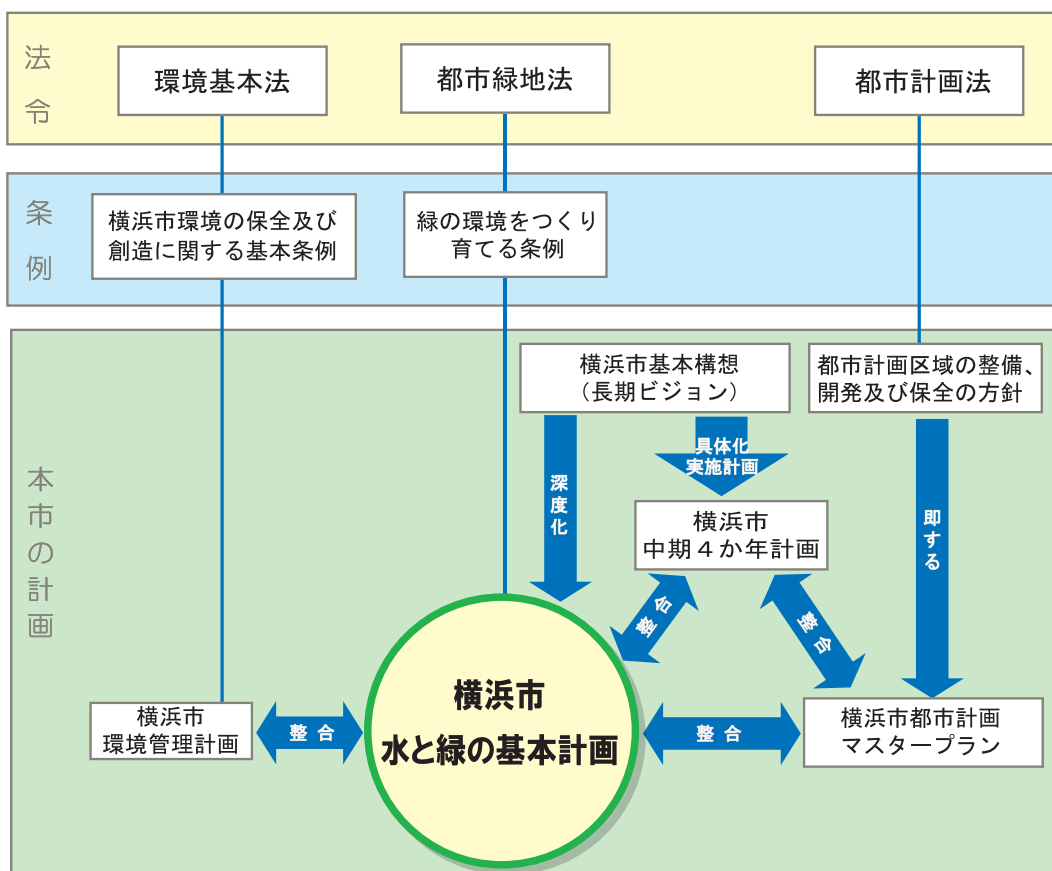 法令
環境基本法
都市緑地法
都市計画法
条例
横浜市環境の保全及び
創造に関する基本条例
緑の環境をつくり
育てる条例
本市の計画
横浜市基本構想
（長期ビジョン）
都市計画区域の整備、
開発及び保全の方針
深度化
具体化
実施計画
即する
横浜市
中期４か年計画
整合
整合
横浜市
水と緑の基本計画
横浜市
環境管理計画
整合
整合
横浜市都市計画
マスタープラン